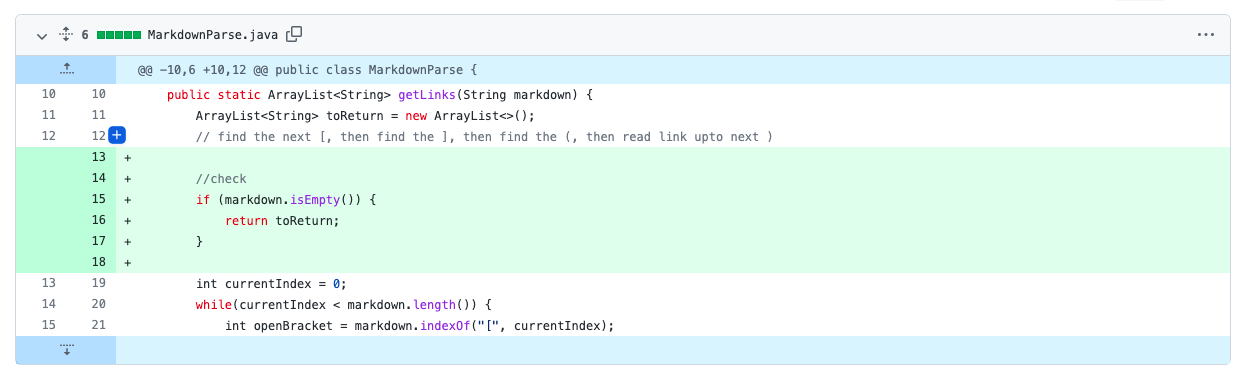 6 MarkdownParse.java
@@ -10,6 +10,12 @@ public class MarkdownParse {
10 10 public static ArrayList<String> getLinks(String markdown) {
11 11 ArrayList<String> toReturn = new ArrayList<>();
12 12 + // find the next [, then find the ], then find the (, then read link upto next )
13 +
14 + //check
15 + if (markdown.isEmpty()) {
16 + return toReturn;
17 + }
18 +
13 19 int currentIndex = 0;
14 20 while(currentIndex < markdown.length()) {
15 21 int openBracket = markdown.indexOf("[", currentIndex);